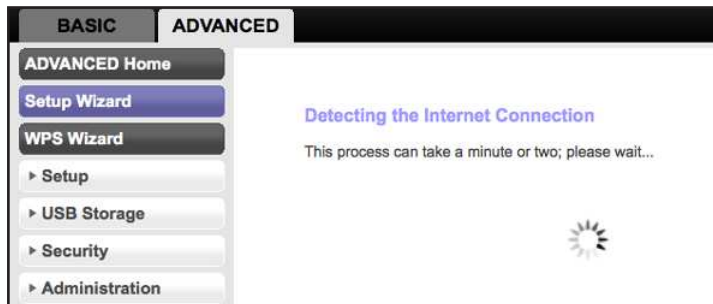 BASIC
ADVANCED
ADVANCED Home
Setup Wizard
WPS Wizard
Setup
USB Storage
Security
Administration
Detecting the Internet Connection
This process can take a minute or two; please wait...